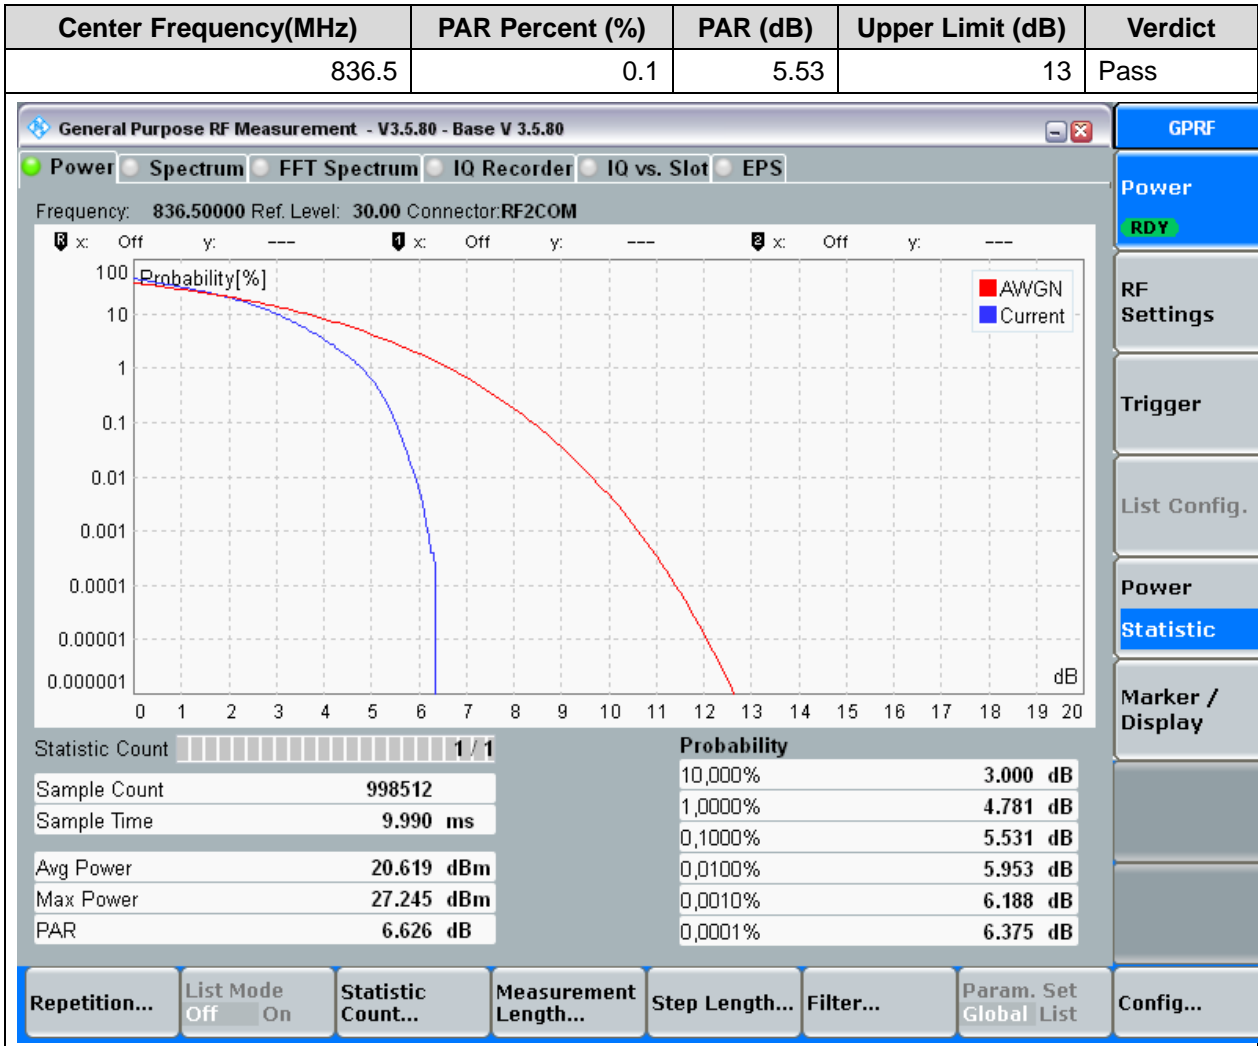 Center Frequency(MHz) PAR Percent (%) PAR (dB) Upper Limit (dB) Verdict
836.5 0.1 5.53 13 Pass
General Purpose RF Measurement - V3.5.80 - Base V 3.5.80
GPRF
Power Spectrum FFT Spectrum IQ Recorder IQ vs. Slot EPS
Power
RDY
Frequency: 836.50000 Ref. Level: 30.00 Connector:RF2COM
R x: Off y: --- 1 x: Off y: --- 2 x: Off y: ---
Probability[%]
AWGN
Current
100
10
1
0.1
0.01
0.001
0.0001
0.00001
0.000001
dB
0 1 2 3 4 5 6 7 8 9 10 11 12 13 14 15 16 17 18 19 20
RF
Settings
Trigger
List Config.
Power
Statistic
Marker /
Display
Statistic Count 1 / 1
Sample Count 998512
Sample Time 9.990 ms
Avg Power 20.619 dBm
Max Power 27.245 dBm
PAR 6.626 dB
Probability
10,000% 3.000 dB
1,0000% 4.781 dB
0,1000% 5.531 dB
0,0100% 5.953 dB
0,0010% 6.188 dB
0,0001% 6.375 dB
Repetition...
List Mode
Off On
Statistic
Count...
Measurement
Length...
Step Length...
Filter...
Param. Set
Global List
Config...